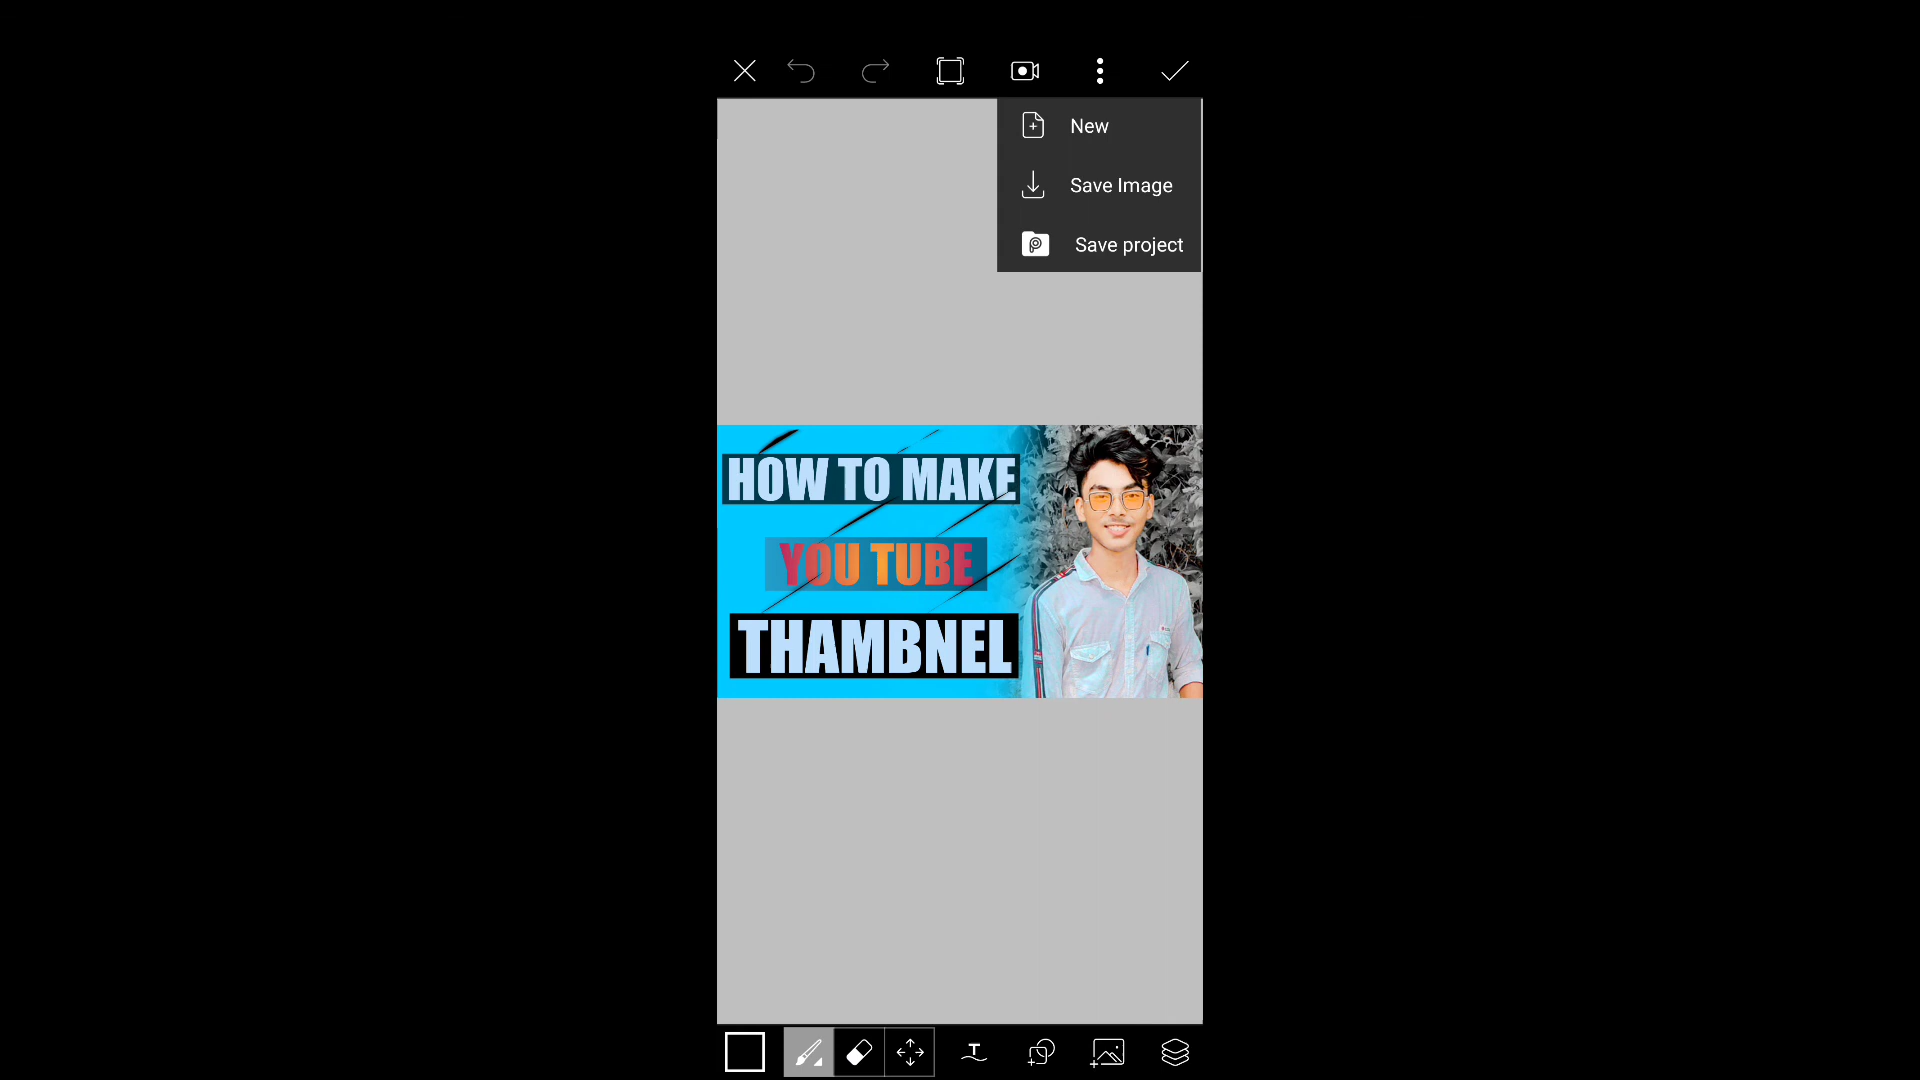 New
Save Image
Save project
HOW TO MAKE
YOU TUBE
THAMBNEL
T